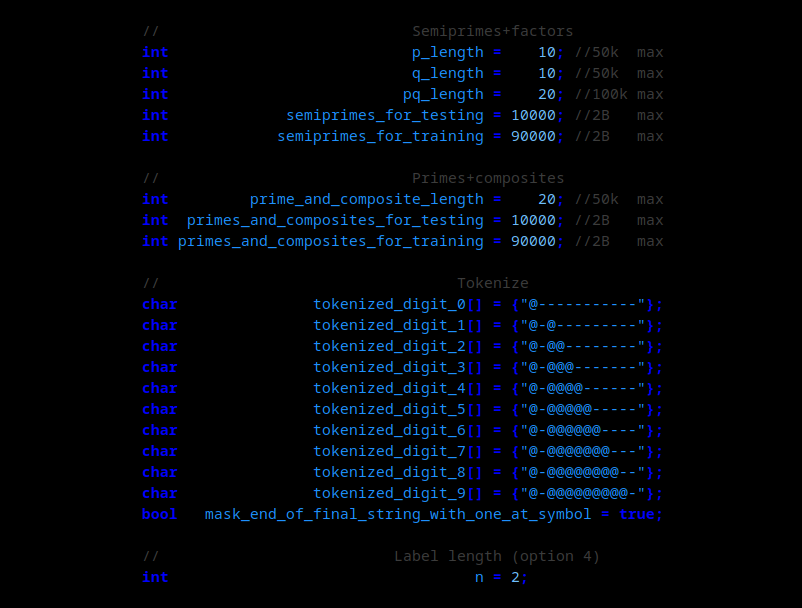 // Semiprimes+factors
int p_length = 10; //50k max
int q_length = 10; //50k max
int pq_length = 20; //100k max
int semiprimes_for_testing = 10000; //2B max
int semiprimes_for_training = 90000; //2B max
// Primes+composites
int prime_and_composite_length = 20; //50k max
int primes_and_composites_for_testing = 10000; //2B max
int primes_and_composites_for_training = 90000; //2B max
// Tokenize
char tokenized_digit_0[] = {"@-----------"};
char tokenized_digit_1[] = {"@-@---------"};
char tokenized_digit_2[] = {"@-@@--------"};
char tokenized_digit_3[] = {"@-@@@-------"};
char tokenized_digit_4[] = {"@-@@@@------"};
char tokenized_digit_5[] = {"@-@@@@@-----"};
char tokenized_digit_6[] = {"@-@@@@@@----"};
char tokenized_digit_7[] = {"@-@@@@@@@---"};
char tokenized_digit_8[] = {"@-@@@@@@@@--"};
char tokenized_digit_9[] = {"@-@@@@@@@@@-"};
bool mask_end_of_final_string_with_one_at_symbol = true;
// Label length (option 4)
int n = 2;